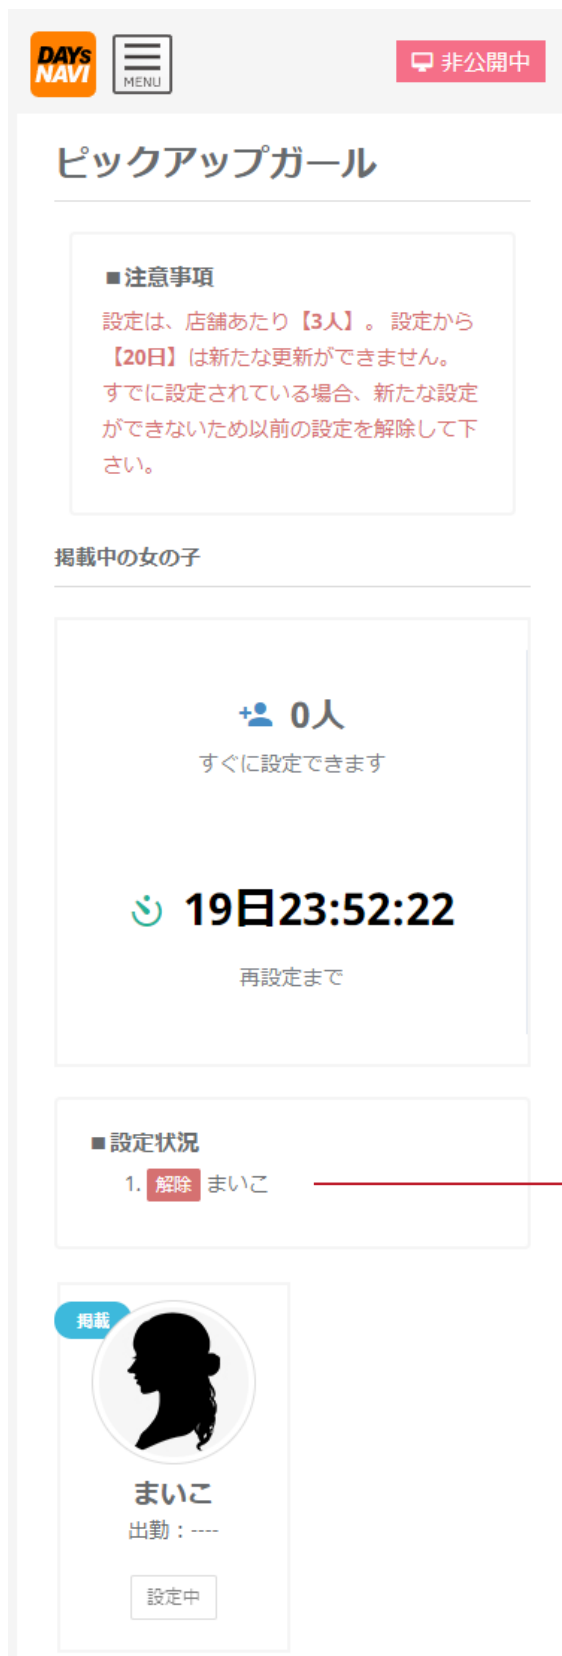 DAYs
NAVI
MENU
非公開中
ピックアップガール
■注意事項
設定は、店舗あたり【3人】。設定から
【20日】は新たな更新ができません。
すでに設定されている場合、新たな設定
ができないため以前の設定を解除して下
さい。
掲載中の女の子
0人
すぐに設定できます
19日23:52:22
再設定まで
■設定状況
1. 解除 まいこ
掲載
まいこ
出勤：----
設定中